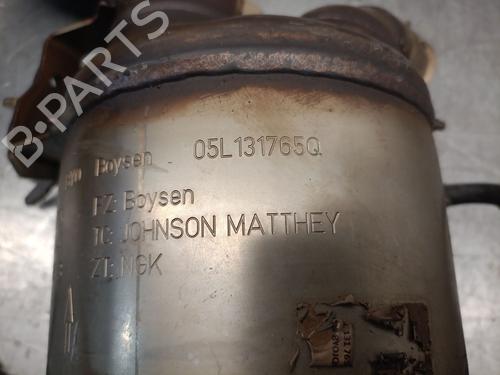 Boysen 05L131765Q
FZ: Boysen
TC: JOHNSON MATTHEY
ZT: NGK
A
B-PARTS